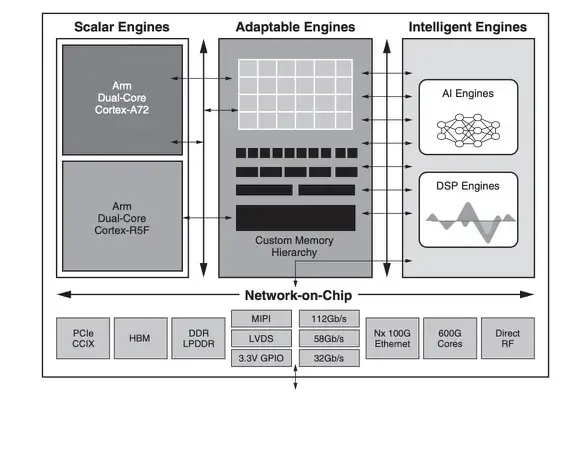 Scalar Engines
Adaptable Engines
Intelligent Engines
Arm
Dual-Core
Cortex-A72
Arm
Dual-Core
Cortex-R5F
Custom Memory
Hierarchy
AI Engines
DSP Engines
Network-on-Chip
PCIe
CCIX
HBM
DDR
LPDDR
MIPI
LVDS
3.3V GPIO
112Gb/s
58Gb/s
32Gb/s
Nx 100G
Ethernet
600G
Cores
Direct
RF